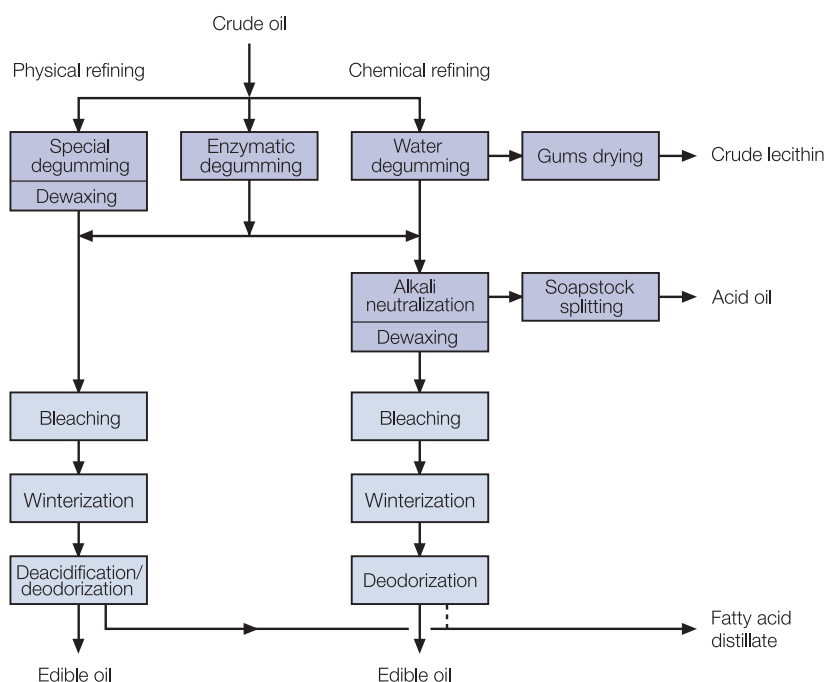 Crude oil
Physical refining
Chemical refining
Special
degumming
Dewaxing
Enzymatic
degumming
Water
degumming
Gums drying
Crude lecithin
Alkali
neutralization
Dewaxing
Soapstock
splitting
Acid oil
Bleaching
Bleaching
Winterization
Winterization
Deacidification/
deodorization
Deodorization
Fatty acid
distillate
Edible oil
Edible oil